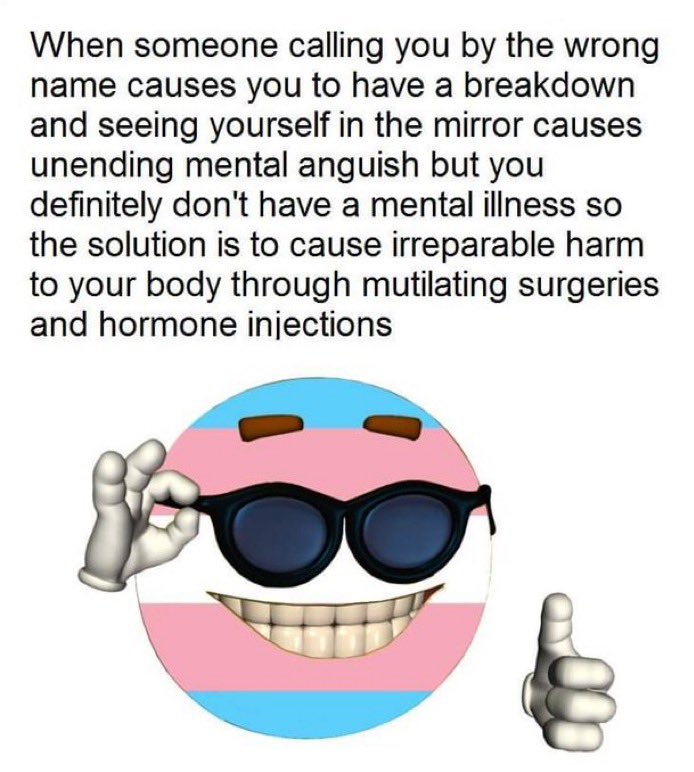 When someone calling you by the wrong
name causes you to have a breakdown
and seeing yourself in the mirror causes
unending mental anguish but you
definitely don't have a mental illness so
the solution is to cause irreparable harm
to your body through mutilating surgeries
and hormone injections